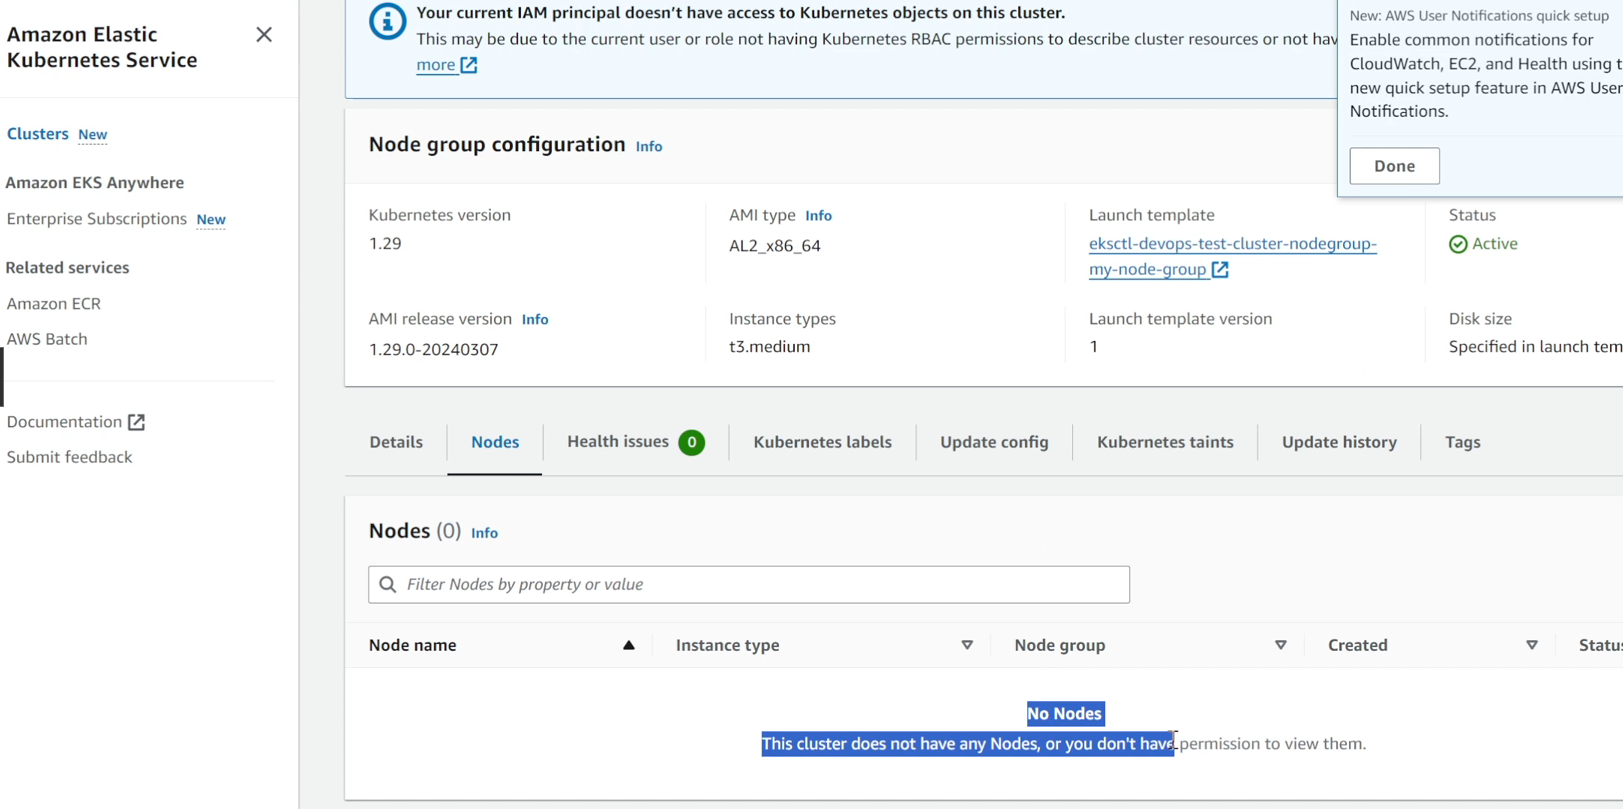 Amazon Elastic
Kubernetes Service
Clusters New
Amazon EKS Anywhere
Enterprise Subscriptions New
Related services
Amazon ECR
AWS Batch
Documentation
Submit feedback
Your current IAM principal doesn't have access to Kubernetes objects on this cluster.
This may be due to the current user or role not having Kubernetes RBAC permissions to describe cluster resources or not hav
more
New: AWS User Notifications quick setup
Enable common notifications for
CloudWatch, EC2, and Health using t
new quick setup feature in AWS User
Notifications.
Done
Node group configuration Info
Kubernetes version
1.29
AMI type Info
AL2_x86_64
Launch template
eksctl-devops-test-cluster-nodegroup-
my-node-group
Status
Active
AMI release version Info
1.29.0-20240307
Instance types
t3.medium
Launch template version
1
Disk size
Specified in launch tem
Details Nodes Health issues 0 Kubernetes labels Update config Kubernetes taints Update history Tags
Nodes (0) Info
Filter Nodes by property or value
Node name Instance type Node group Created Status
No Nodes
This cluster does not have any Nodes, or you don't have permission to view them.